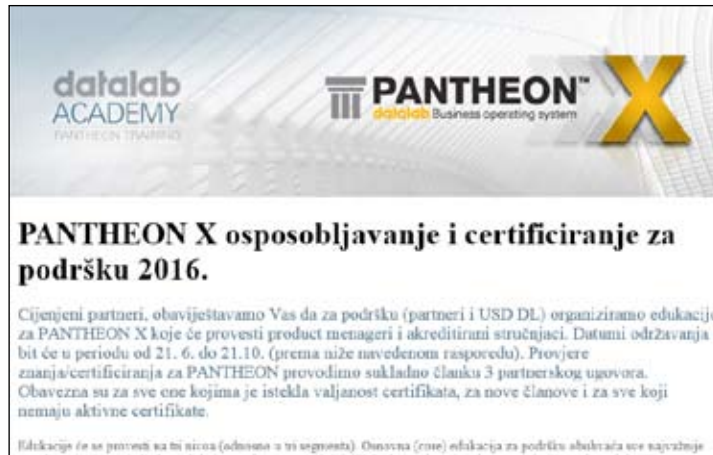 datalab
ACADEMY
PANTHEON TRAINING
PANTHEON™
datalab Business operating system
X
PANTHEON X osposobljavanje i certificiranje za
podršku 2016.
Cijenjeni partneri, obaviještavamo Vas da za podršku (partneri i USD DL) organiziramo edukacije
za PANTHEON X koje će provesti product menageri i akreditirani stručnjaci. Datumi održavanja
bit će u periodu od 21. 6. do 21.10. (prema niže navedenom rasporedu). Provjere
znanja/certificiranja za PANTHEON provodimo sukladno članku 3 partnerskog ugovora.
Obavezna su za sve one kojima je istekla valjanost certifikata, za nove članove i za sve koji
nemaju aktivne certifikate.
Edukacije će se provesti na tri nivoa (odnosno u tri segmenta). Osnovna (core) edukacija za podršku obuhvaća sve najvažnije